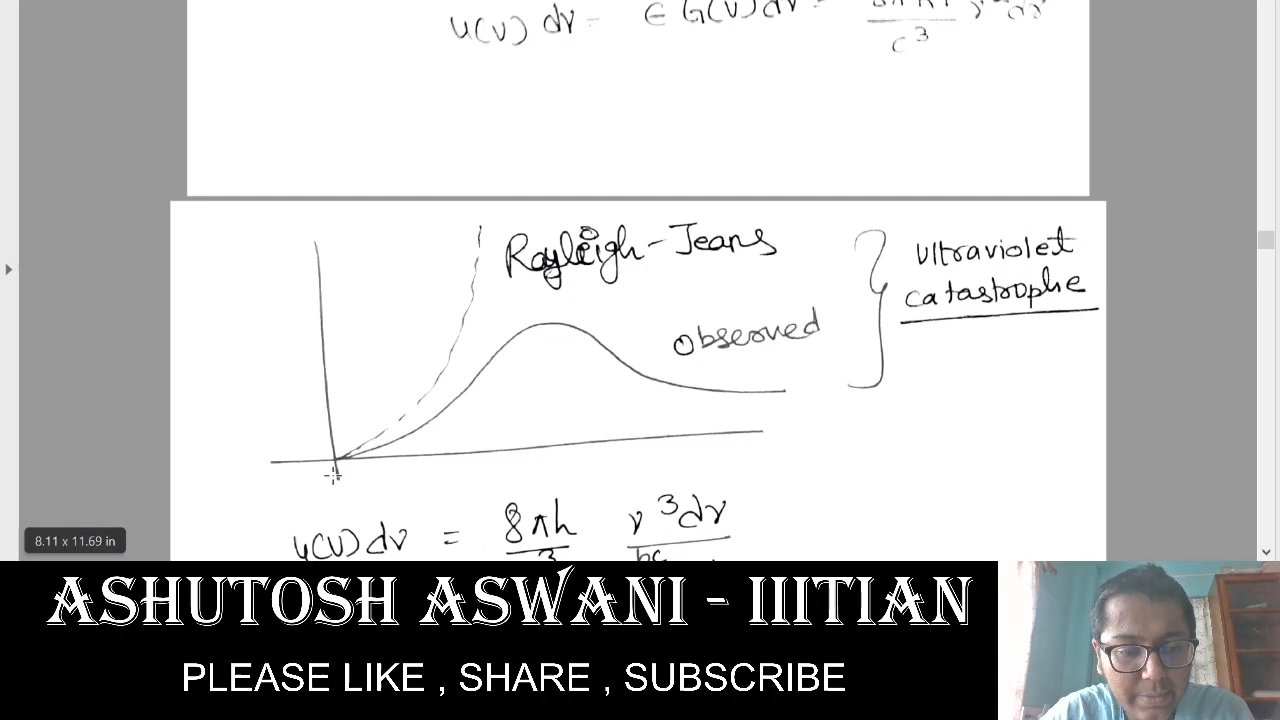 u(ν) dν = ∈ G(ν) dν =
c³
Rayleigh-Jeans
Ultraviolet
catastrophe
Observed
u(ν) dν = 8πh ν³dν
8.11 x 11.69 in
ASHUTOSH ASWANI - IIITIAN
PLEASE LIKE , SHARE , SUBSCRIBE